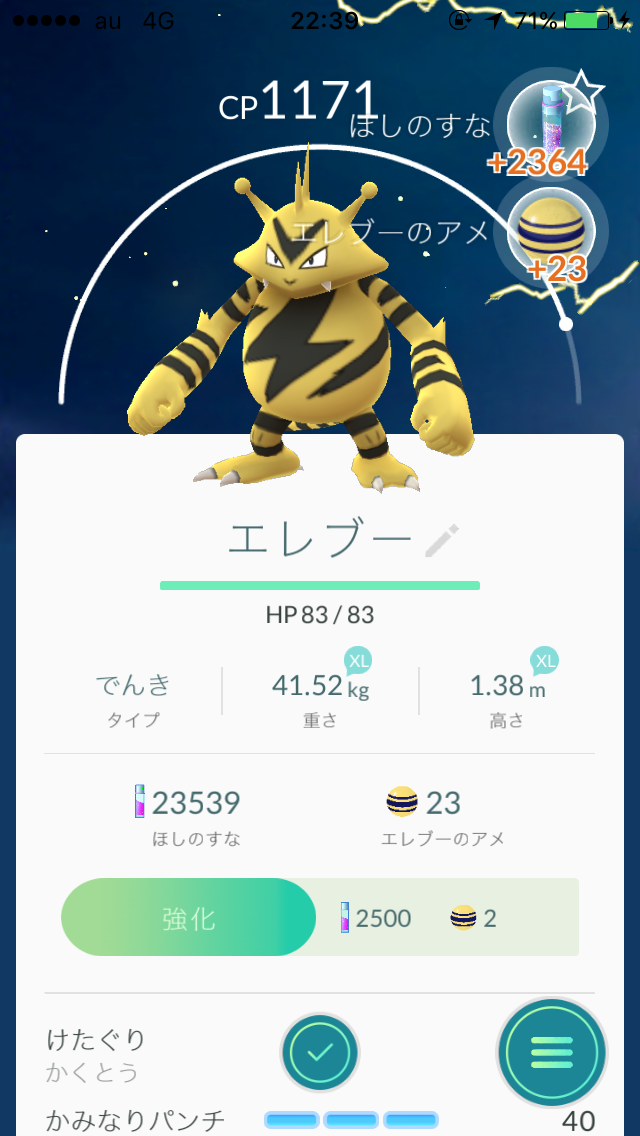 au 4G 22:39 71%
CP1171
ほしのすな
+2364
エレブーのアメ
+23
エレブー
HP 83 / 83
XL XL
でんき 41.52 kg 1.38 m
タイプ 重さ 高さ
23539 23
ほしのすな エレブーのアメ
強化 2500 2
けたぐり
かくとう
かみなりパンチ 40